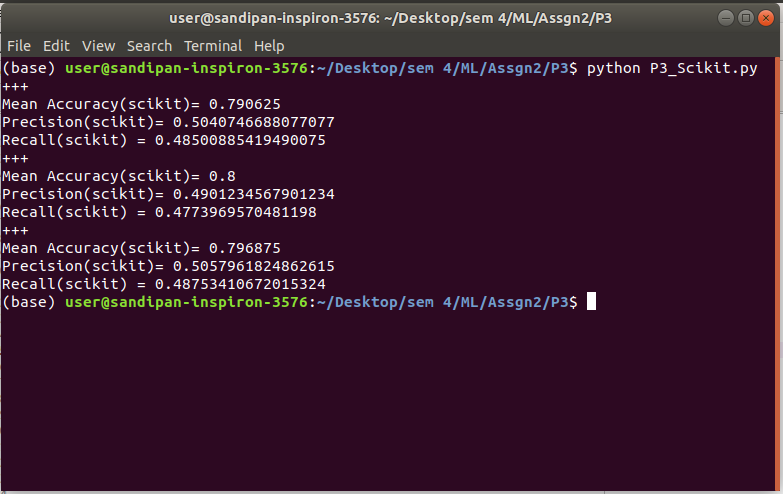 user@sandipan-inspiron-3576: ~/Desktop/sem 4/ML/Assgn2/P3
File Edit View Search Terminal Help
(base) user@sandipan-inspiron-3576:~/Desktop/sem 4/ML/Assgn2/P3$ python P3_Scikit.py
+++
Mean Accuracy(scikit)= 0.790625
Precision(scikit)= 0.5040746688077077
Recall(scikit) = 0.48500885419490075
+++
Mean Accuracy(scikit)= 0.8
Precision(scikit)= 0.4901234567901234
Recall(scikit) = 0.4773969570481198
+++
Mean Accuracy(scikit)= 0.796875
Precision(scikit)= 0.5057961824862615
Recall(scikit) = 0.48753410672015324
(base) user@sandipan-inspiron-3576:~/Desktop/sem 4/ML/Assgn2/P3$